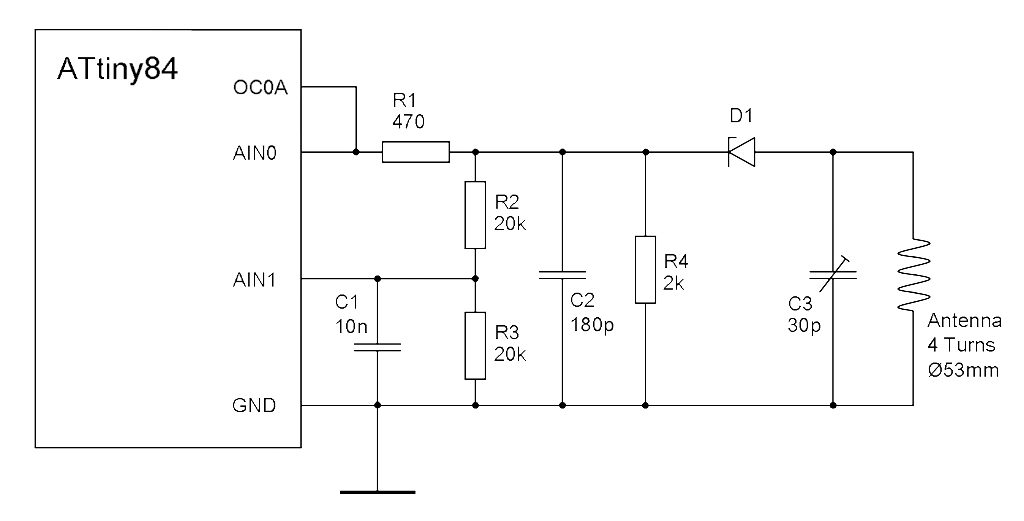 ATtiny84
OC0A
AIN0
AIN1
GND
R1
470
R2
20k
C1
10n
R3
20k
C2
180p
R4
2k
D1
C3
30p
Antenna
4 Turns
Ø53mm